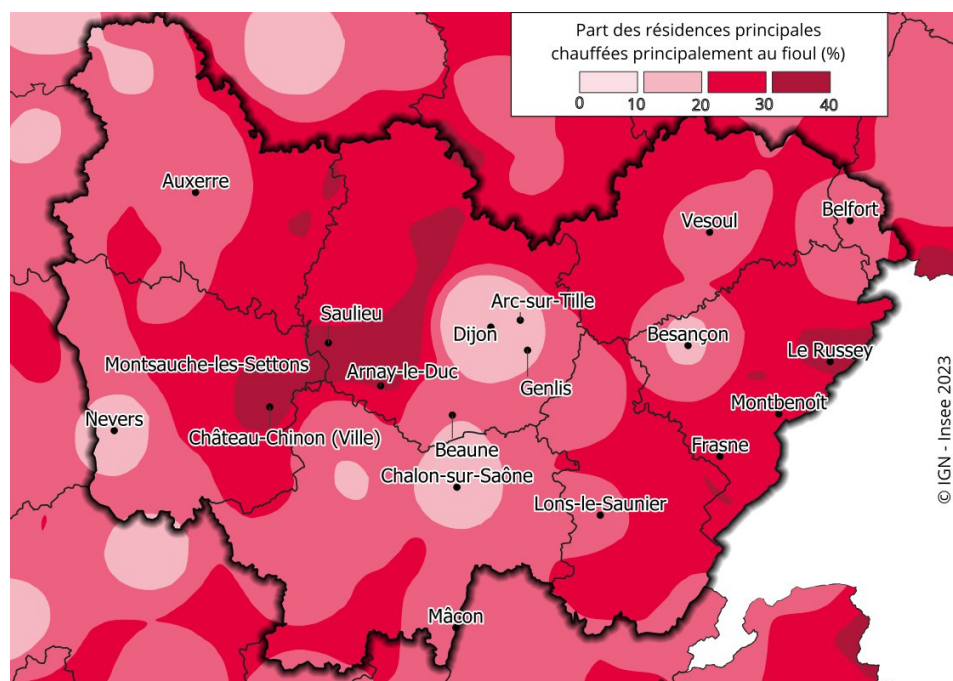 Part des résidences principales
chauffées principalement au fioul (%)
0 10 20 30 40
Auxerre
Vesoul
Belfort
Saulieu
Arc-sur-Tille
Dijon
Besançon
Le Russey
Montsauche-les-Settons
Arnay-le-Duc
Genlis
Montbenoît
Nevers
Château-Chinon (Ville)
Beaune
Frasne
Chalon-sur-Saône
Lons-le-Saunier
Mâcon
© IGN - Insee 2023